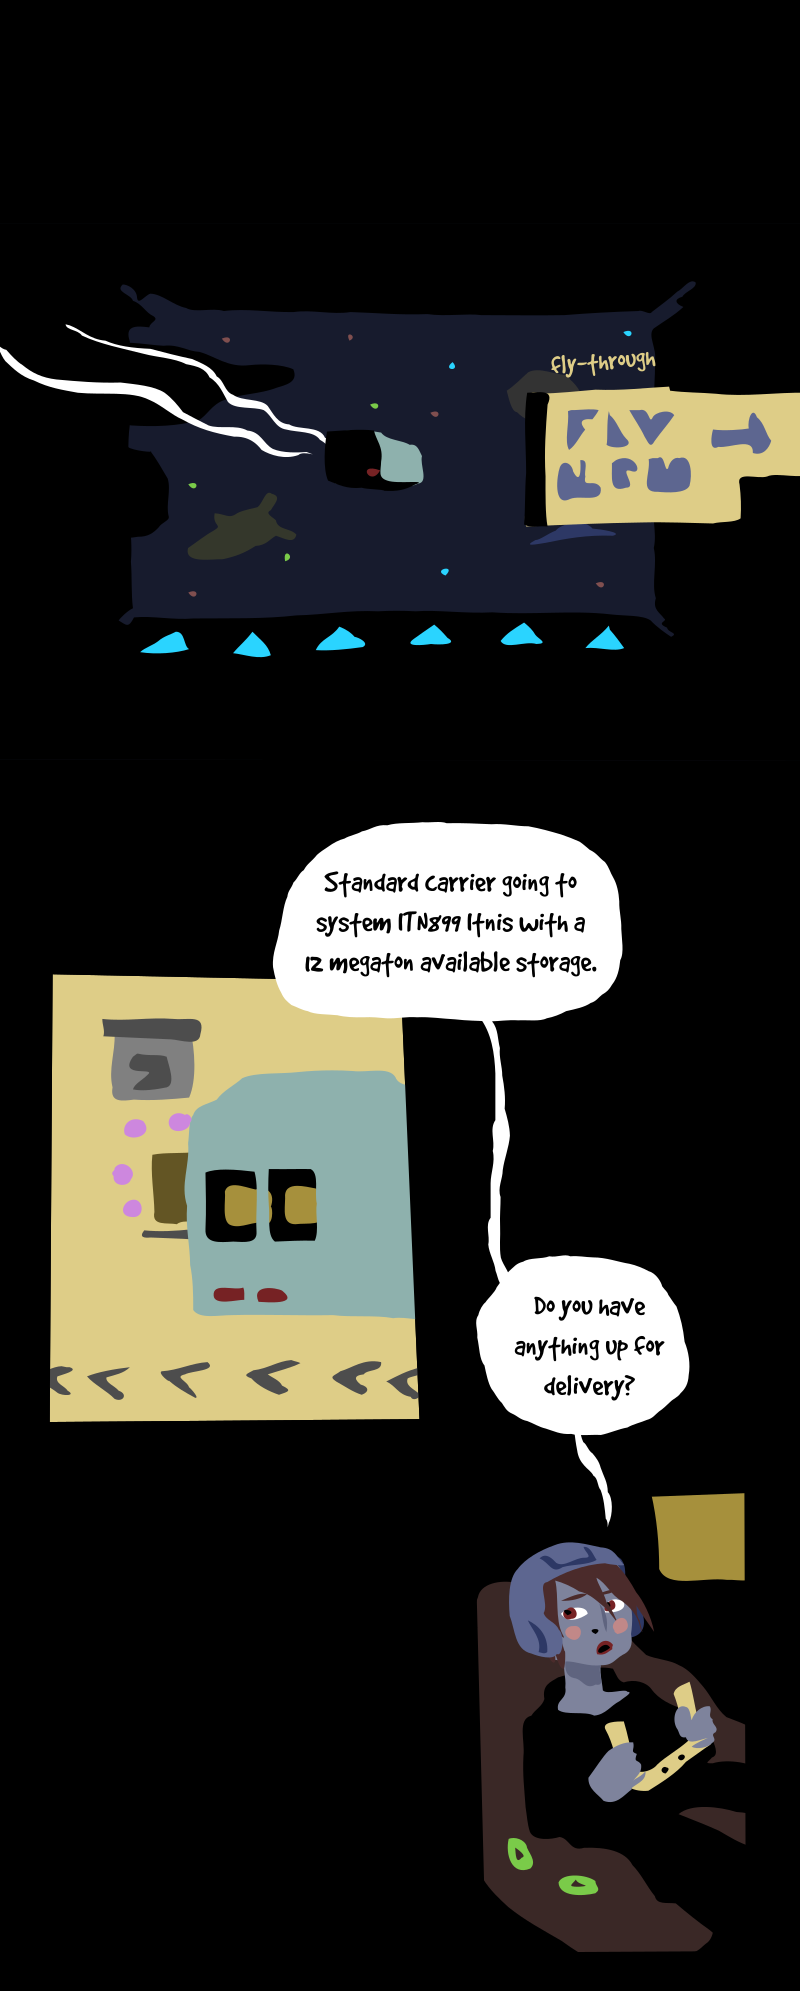 fly-through
Standard Carrier going to
system ITN899 Itnis with a
12 megaton available storage.
Do you have
anything up for
delivery?